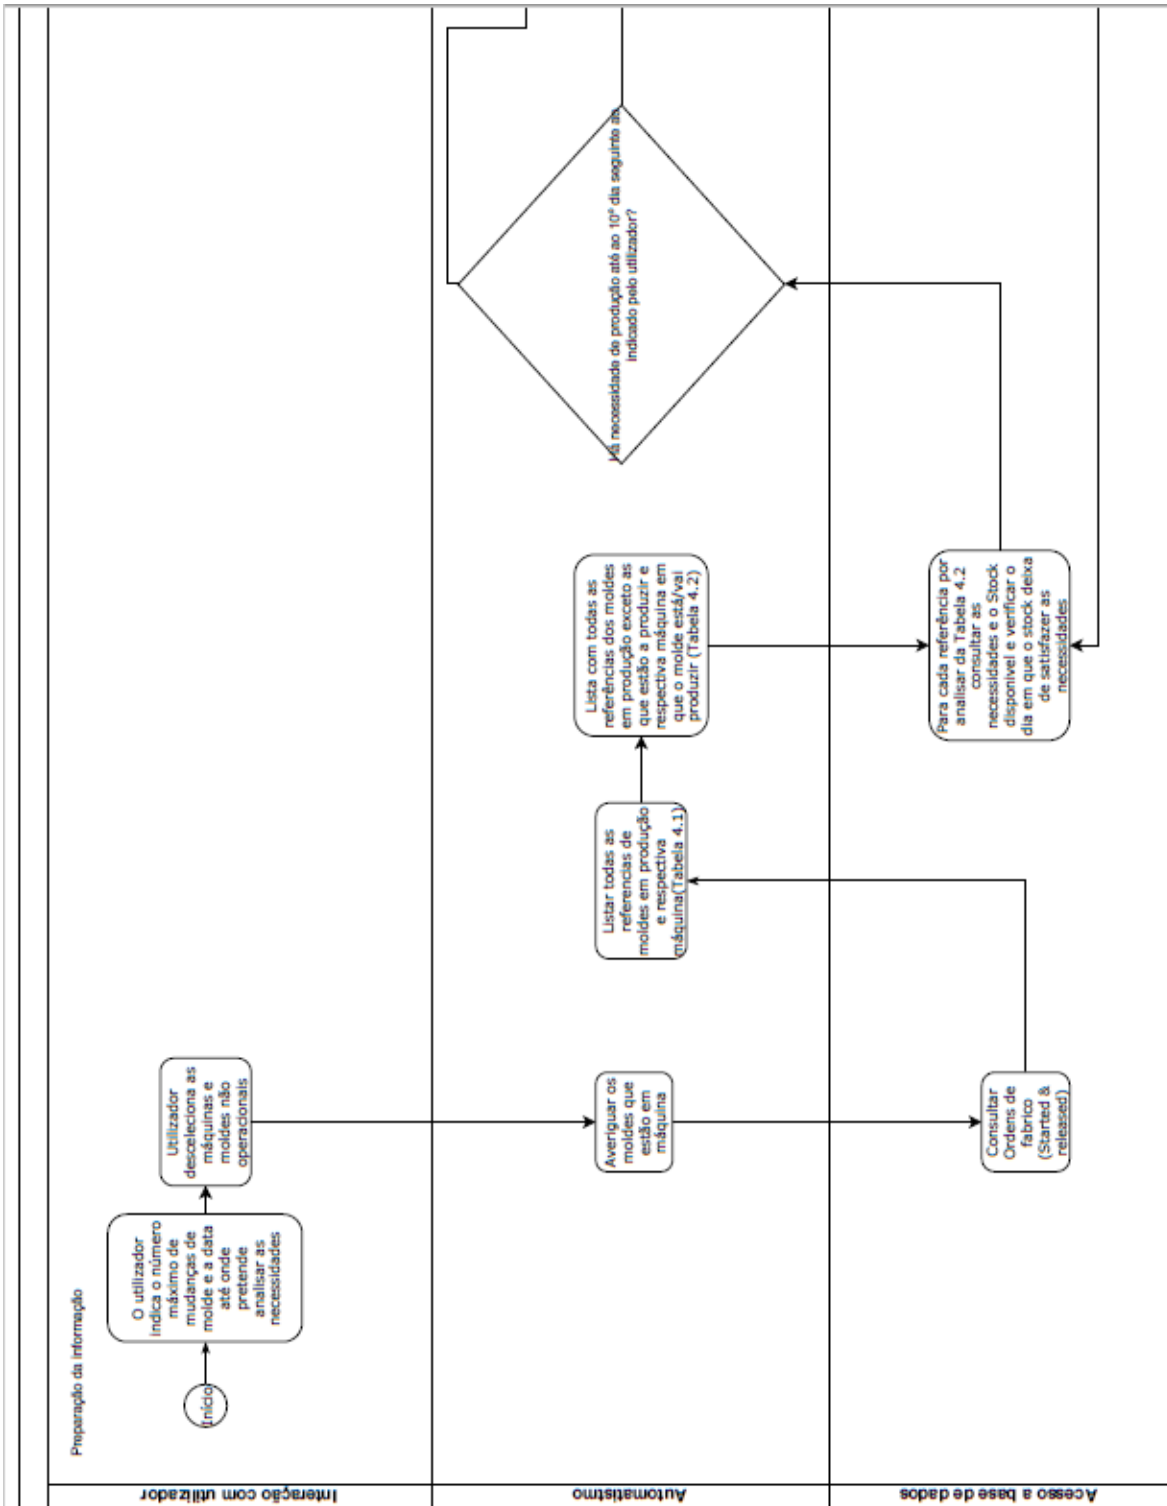 Preparação da informação
Interação com utilizador
Automatistmo
Acesso a base de dados
Início
O utilizador
indica o número
máximo de
mudanças de
molde e a data
até onde
pretende
analisar as
necessidades
Utilizador
desceleciona as
máquinas e
moldes não
operacionais
Averiguar os
moldes que
estão em
máquina
Consultar
Ordens de
fabrico
(Started &
released)
Listar todas as
referencias de
moldes em produção
e respectiva
máquina(Tabela 4.1)
Lista com todas as
referências dos moldes
em produção exceto as
que estão a produzir e
respectiva máquina em
que o molde está/vai
produzir (Tabela 4.2)
Para cada referência por
analisar da Tabela 4.2
consultar as
necessidades e o Stock
disponível e verificar o
dia em que o stock deixa
de satisfazer as
necessidades
Há necessidade de produção até ao 10º dia seguinte ao
indicado pelo utilizador?